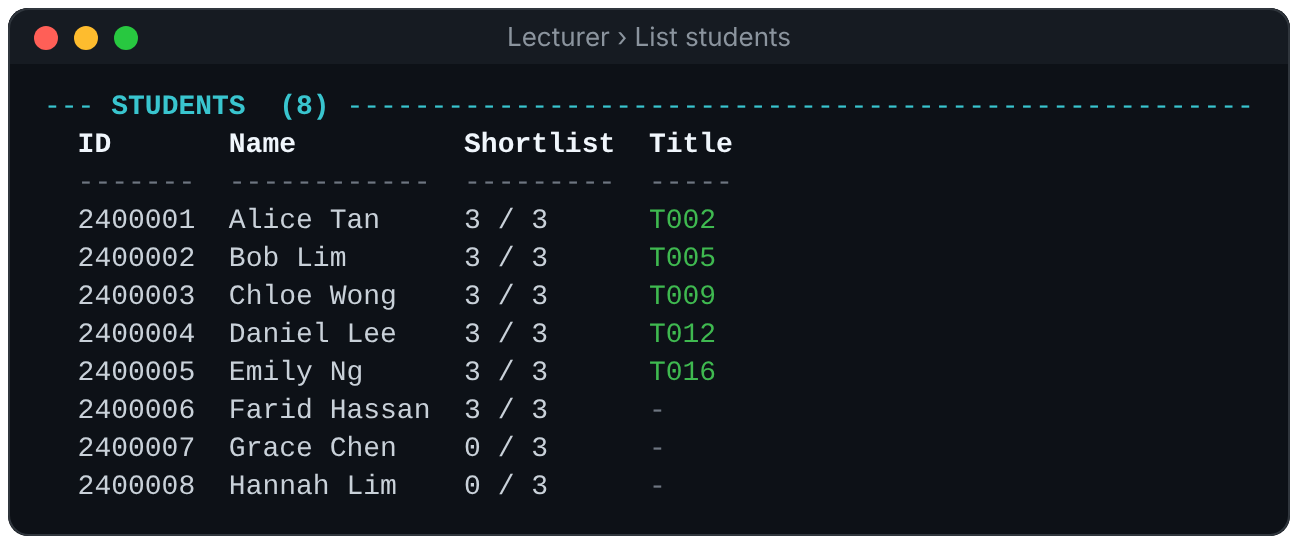 Lecturer › List students
--- STUDENTS  (8) ------------------------------------------------------
ID       Name          Shortlist  Title
-------  ------------  ---------  -----
2400001  Alice Tan     3 / 3      T002
2400002  Bob Lim       3 / 3      T005
2400003  Chloe Wong    3 / 3      T009
2400004  Daniel Lee    3 / 3      T012
2400005  Emily Ng      3 / 3      T016
2400006  Farid Hassan  3 / 3      -
2400007  Grace Chen    0 / 3      -
2400008  Hannah Lim    0 / 3      -